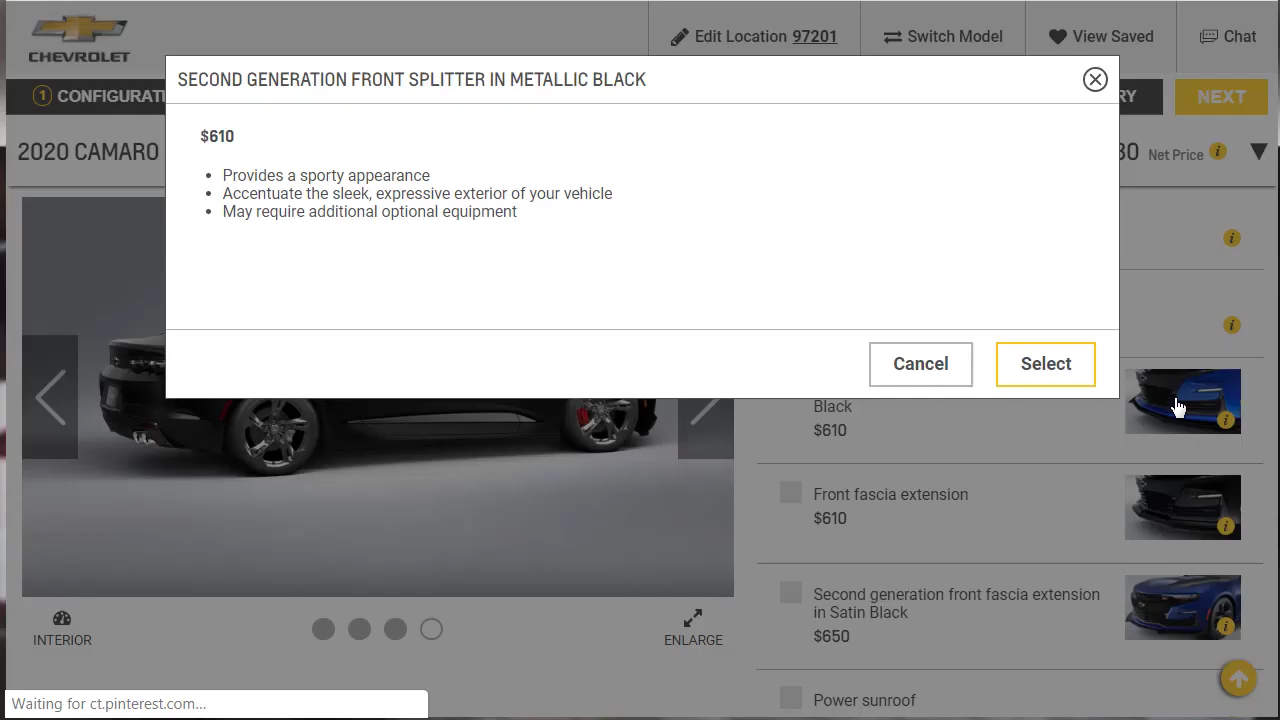 CHEVROLET
Edit Location 97201
Switch Model
View Saved
Chat
1 CONFIGURATI
RY
NEXT
2020 CAMARO
30 Net Price
SECOND GENERATION FRONT SPLITTER IN METALLIC BLACK
$610
• Provides a sporty appearance
• Accentuate the sleek, expressive exterior of your vehicle
• May require additional optional equipment
Cancel
Select
Black
$610
Front fascia extension
$610
Second generation front fascia extension
in Satin Black
$650
Power sunroof
INTERIOR
ENLARGE
Waiting for ct.pinterest.com...